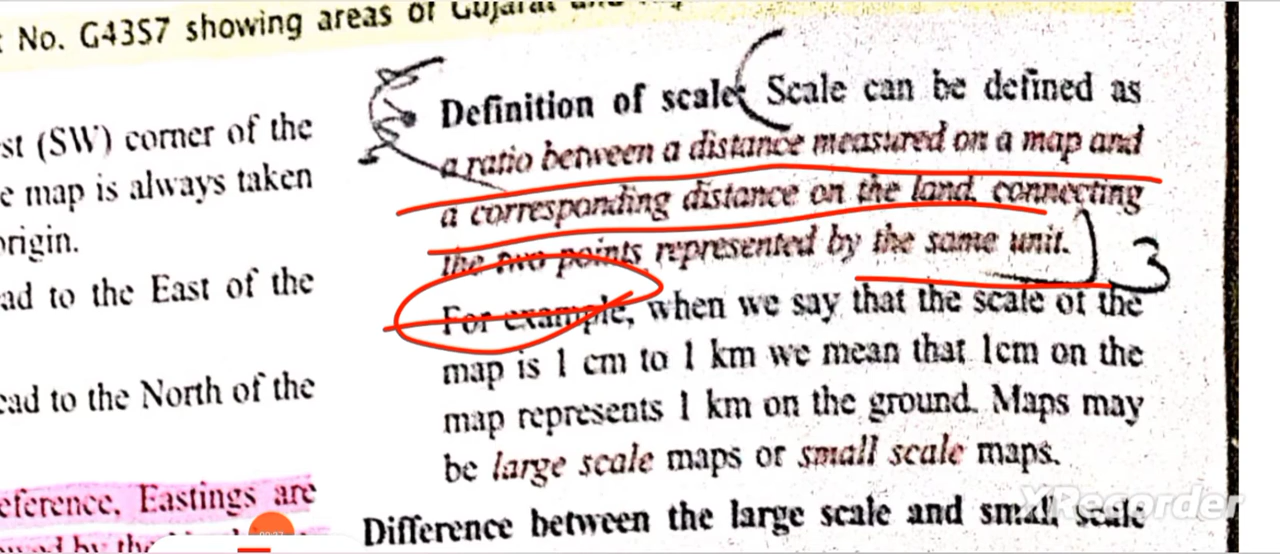 No. G43S7 showing areas of Gujarat
st (SW) corner of the
e map is always taken
origin.
ad to the East of the
ead to the North of the
eference, Eastings are
by the
Definition of scale: Scale can be defined as
a ratio between a distance measured on a map and
a corresponding distance on the land, connecting
the two points represented by the same unit.
3
For example, when we say that the scale of the
map is 1 cm to 1 km we mean that 1cm on the
map represents 1 km on the ground. Maps may
be large scale maps or small scale maps.
Difference between the large scale and small scale
XRecorder